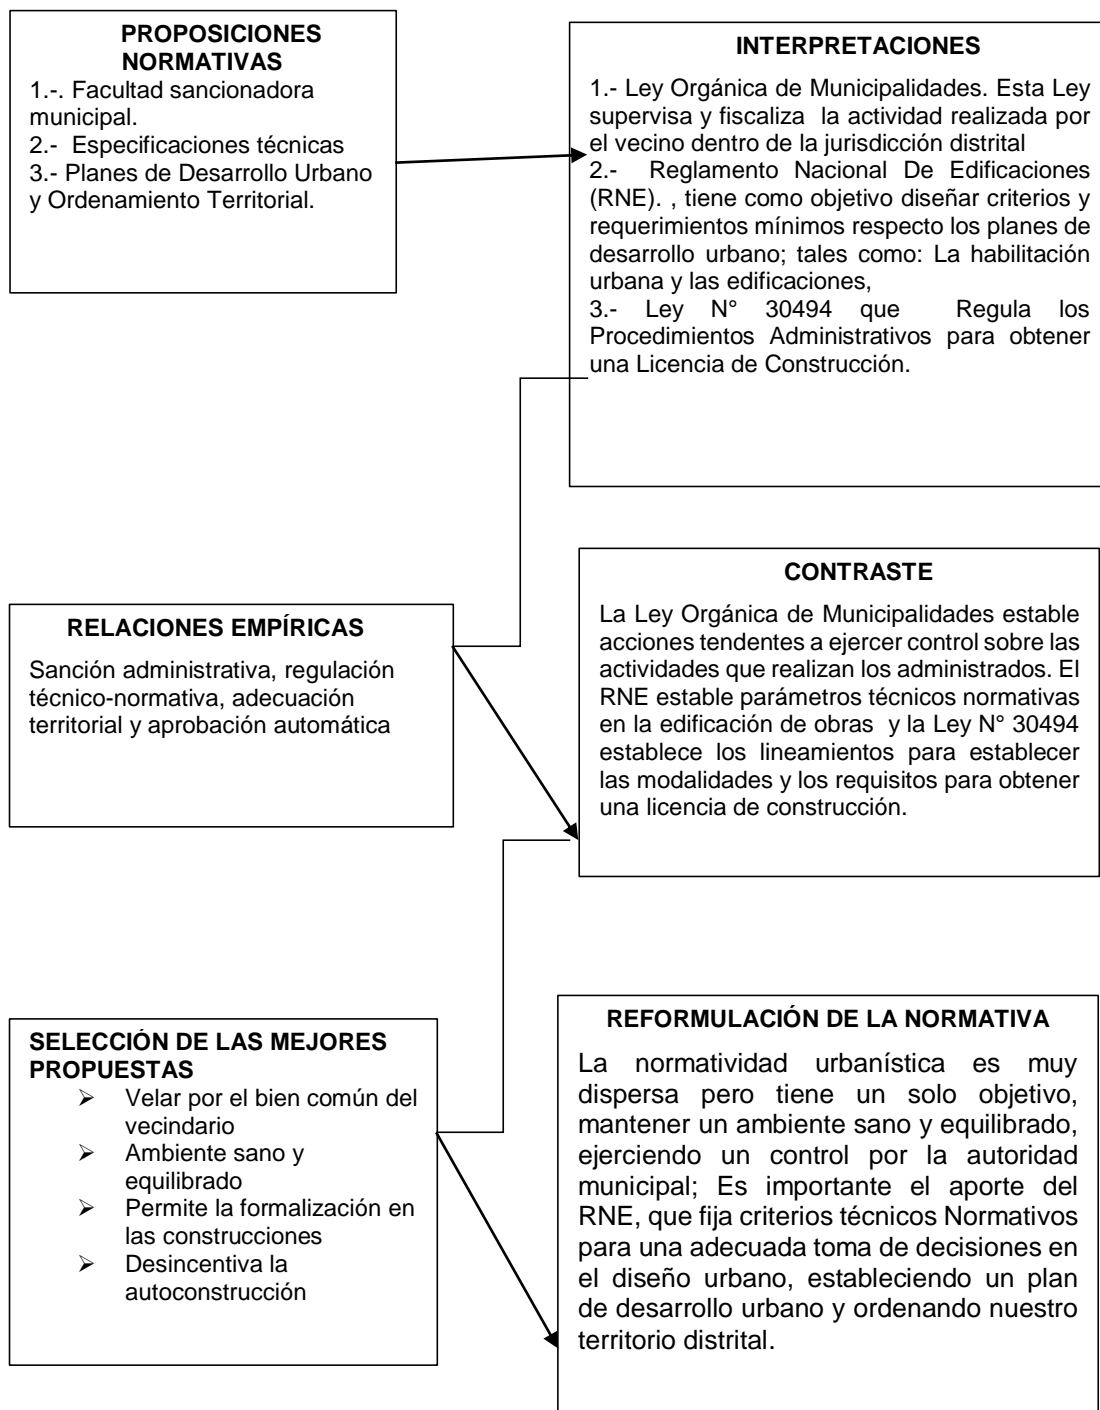 PROPOSICIONES
NORMATIVAS
1.-. Facultad sancionadora
municipal.
2.- Especificaciones técnicas
3.- Planes de Desarrollo Urbano
y Ordenamiento Territorial.
INTERPRETACIONES
1.- Ley Orgánica de Municipalidades. Esta Ley
supervisa y fiscaliza la actividad realizada por
el vecino dentro de la jurisdicción distrital
2.- Reglamento Nacional De Edificaciones
(RNE). , tiene como objetivo diseñar criterios y
requerimientos mínimos respecto los planes de
desarrollo urbano; tales como: La habilitación
urbana y las edificaciones,
3.- Ley N° 30494 que Regula los
Procedimientos Administrativos para obtener
una Licencia de Construcción.
RELACIONES EMPÍRICAS
Sanción administrativa, regulación
técnico-normativa, adecuación
territorial y aprobación automática
CONTRASTE
La Ley Orgánica de Municipalidades estable
acciones tendentes a ejercer control sobre las
actividades que realizan los administrados. El
RNE estable parámetros técnicos normativas
en la edificación de obras y la Ley N° 30494
establece los lineamientos para establecer
las modalidades y los requisitos para obtener
una licencia de construcción.
SELECCIÓN DE LAS MEJORES
PROPUESTAS
➢ Velar por el bien común del
vecindario
➢ Ambiente sano y
equilibrado
➢ Permite la formalización en
las construcciones
➢ Desincentiva la
autoconstrucción
REFORMULACIÓN DE LA NORMATIVA
La normatividad urbanística es muy
dispersa pero tiene un solo objetivo,
mantener un ambiente sano y equilibrado,
ejerciendo un control por la autoridad
municipal; Es importante el aporte del
RNE, que fija criterios técnicos Normativos
para una adecuada toma de decisiones en
el diseño urbano, estableciendo un plan
de desarrollo urbano y ordenando nuestro
territorio distrital.